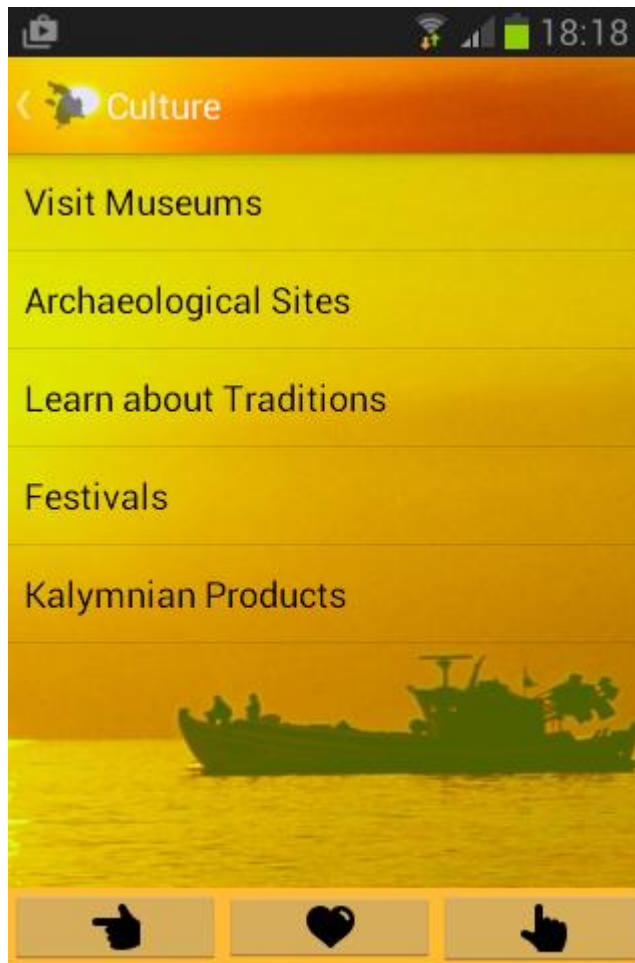 18:18
Culture
Visit Museums
Archaeological Sites
Learn about Traditions
Festivals
Kalymnian Products